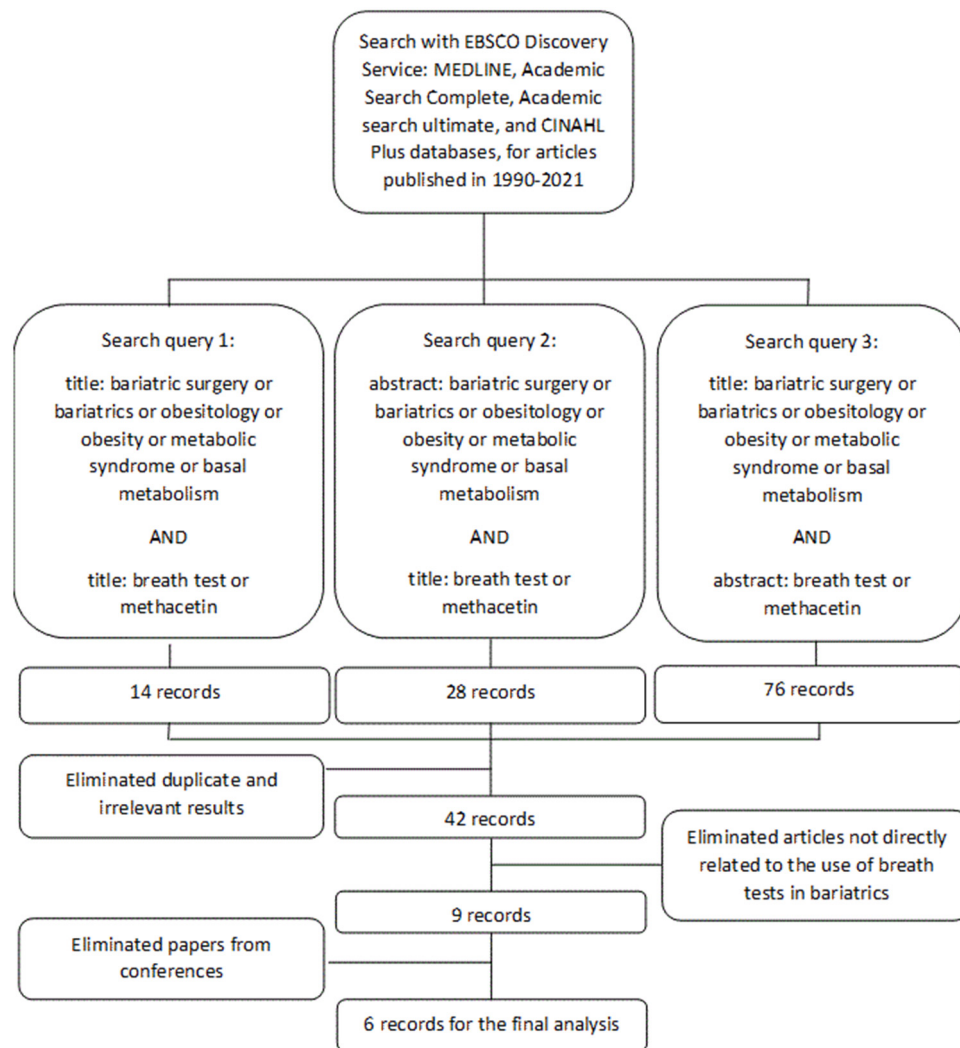 Search with EBSCO Discovery
Service: MEDLINE, Academic
Search Complete, Academic
search ultimate, and CINAHL
Plus databases, for articles
published in 1990-2021
Search query 1:
title: bariatric surgery or
bariatrics or obesitology or
obesity or metabolic
syndrome or basal
metabolism
AND
title: breath test or
methacetin
Search query 2:
abstract: bariatric surgery or
bariatrics or obesitology or
obesity or metabolic
syndrome or basal
metabolism
AND
title: breath test or
methacetin
Search query 3:
title: bariatric surgery or
bariatrics or obesitology or
obesity or metabolic
syndrome or basal
metabolism
AND
abstract: breath test or
methacetin
14 records
28 records
76 records
Eliminated duplicate and
irrelevant results
42 records
Eliminated articles not directly
related to the use of breath
tests in bariatrics
9 records
Eliminated papers from
conferences
6 records for the final analysis